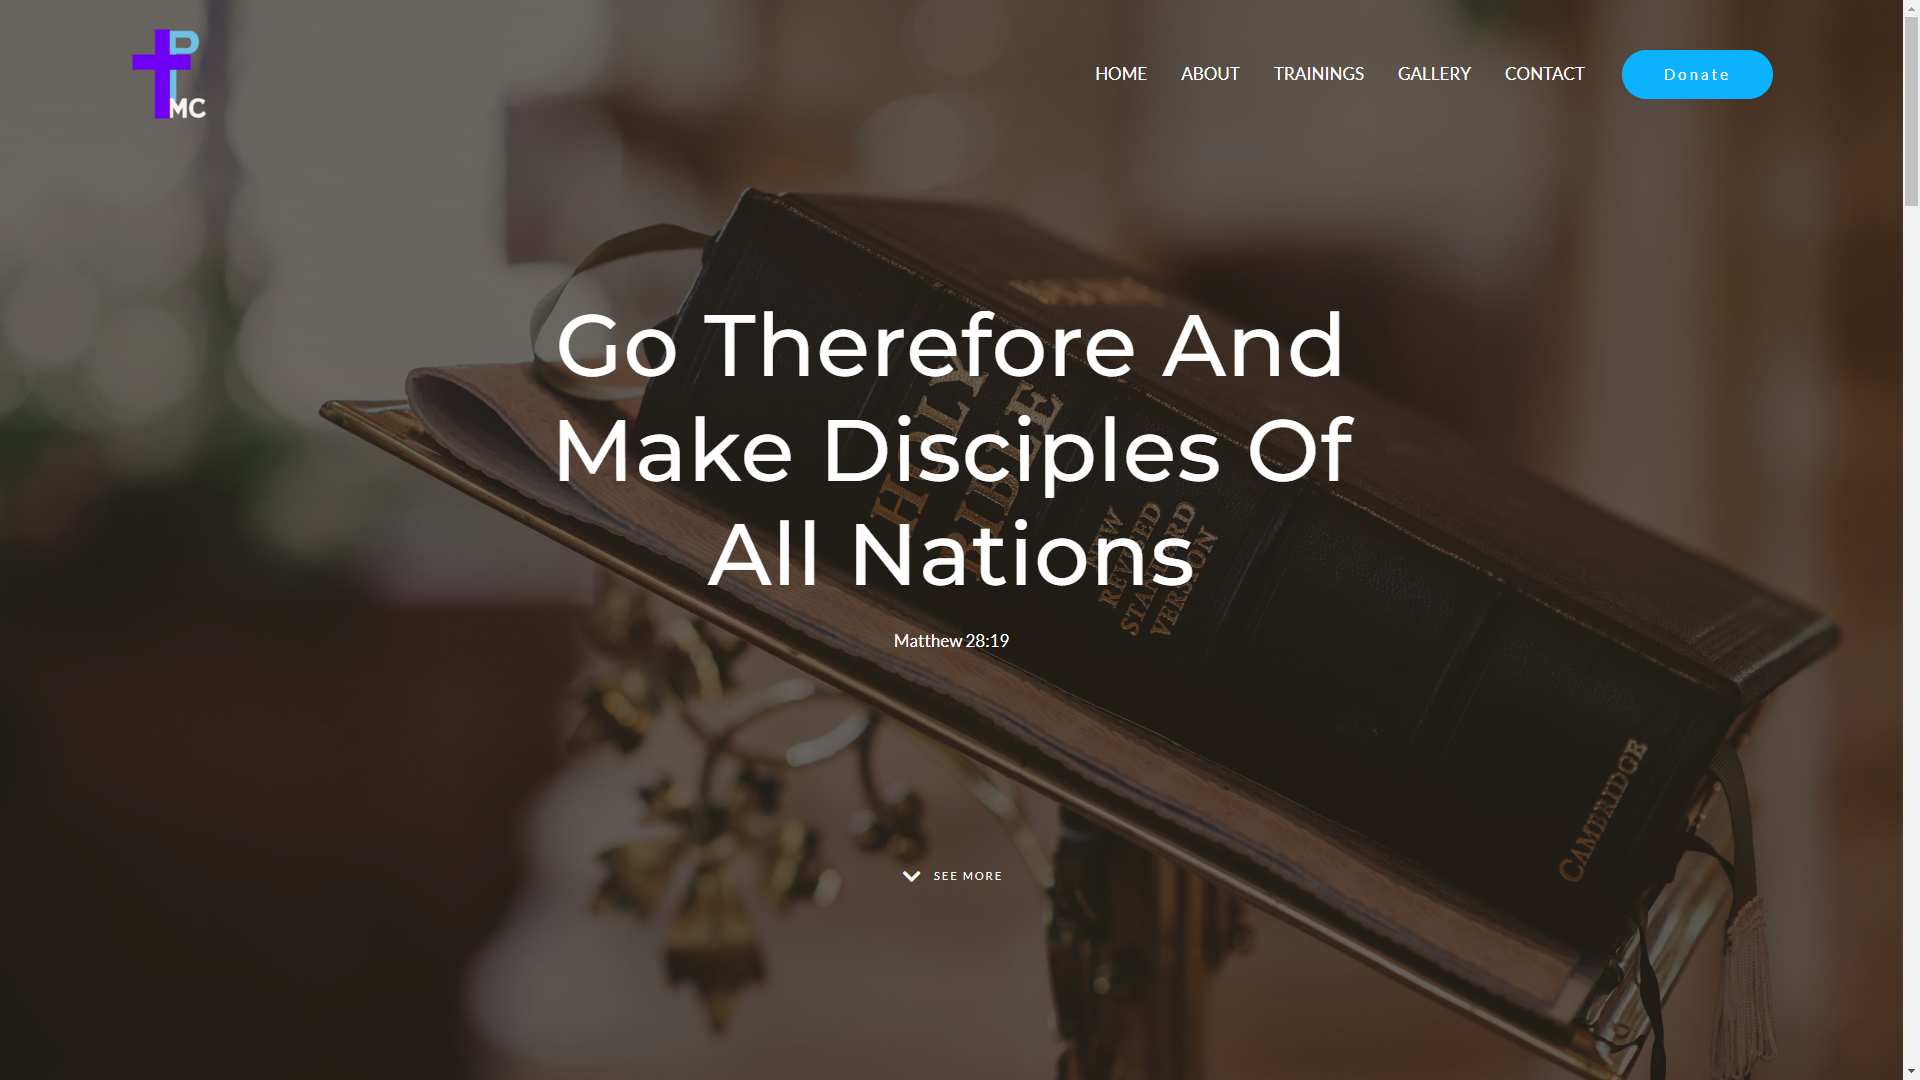 P
MC
HOME ABOUT TRAININGS GALLERY CONTACT Donate
Go Therefore And
Make Disciples Of
All Nations
Matthew 28:19
SEE MORE
HOLY
BIBLE
NEW
REVISED
STANDARD
VERSION
CAMBRIDGE